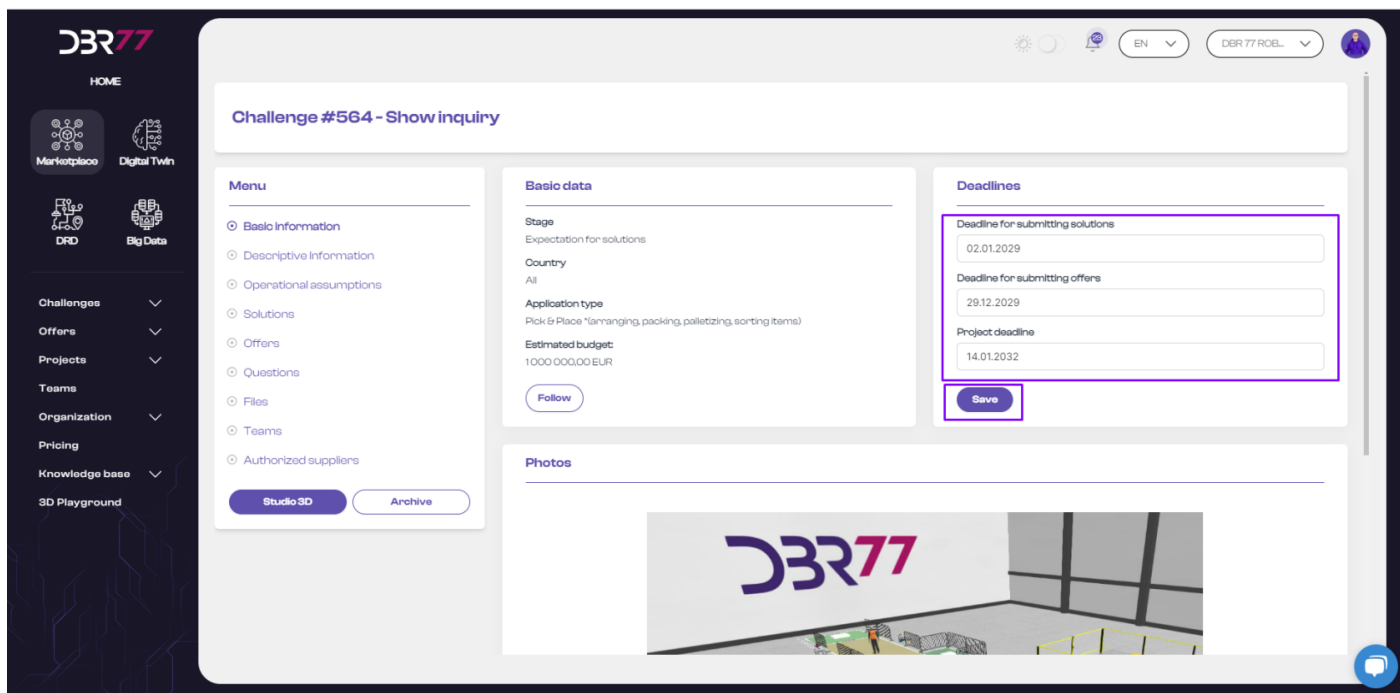 DBR77
HOME
Marketplace
Digital Twin
DRD
Big Data
Challenges
Offers
Projects
Teams
Organization
Pricing
Knowledge base
3D Playground
23
EN
DBR 77 ROB...
Challenge #564 - Show inquiry
Menu
Basic information
Descriptive Information
Operational assumptions
Solutions
Offers
Questions
Files
Teams
Authorized suppliers
Studio 3D
Archive
Basic data
Stage
Expectation for solutions
Country
All
Application type
Pick & Place *(arranging, packing, palletizing, sorting items)
Estimated budget:
1 000 000,00 EUR
Follow
Deadlines
Deadline for submitting solutions
02.01.2029
Deadline for submitting offers
29.12.2029
Project deadline
14.01.2032
Save
Photos
DBR77